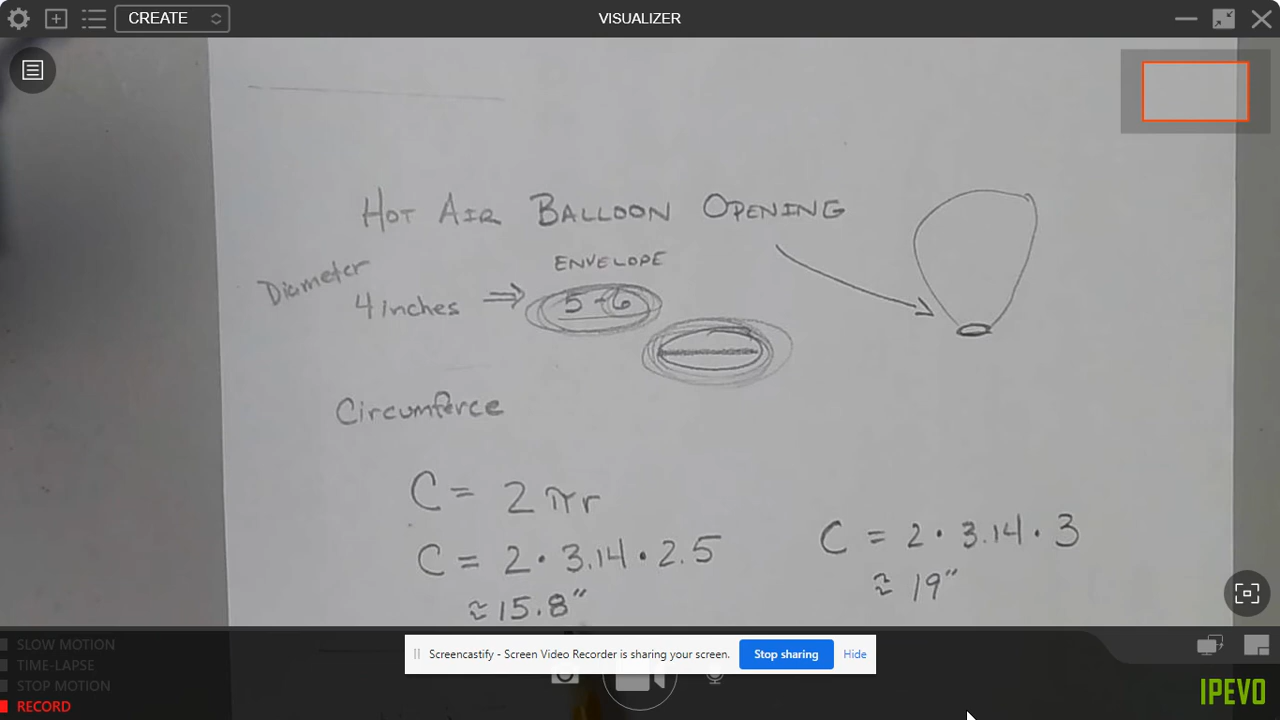 CREATE
VISUALIZER
HOT AIR BALLOON OPENING
ENVELOPE
Diameter
4 inches ⇒ 5-6
Circumferce
C = 2πr
C = 2 · 3.14 · 2.5
≈ 15.8"
C = 2 · 3.14 · 3
≈ 19"
SLOW MOTION
TIME-LAPSE
STOP MOTION
RECORD
Screencastify - Screen Video Recorder is sharing your screen.
Stop sharing
Hide
IPEVO